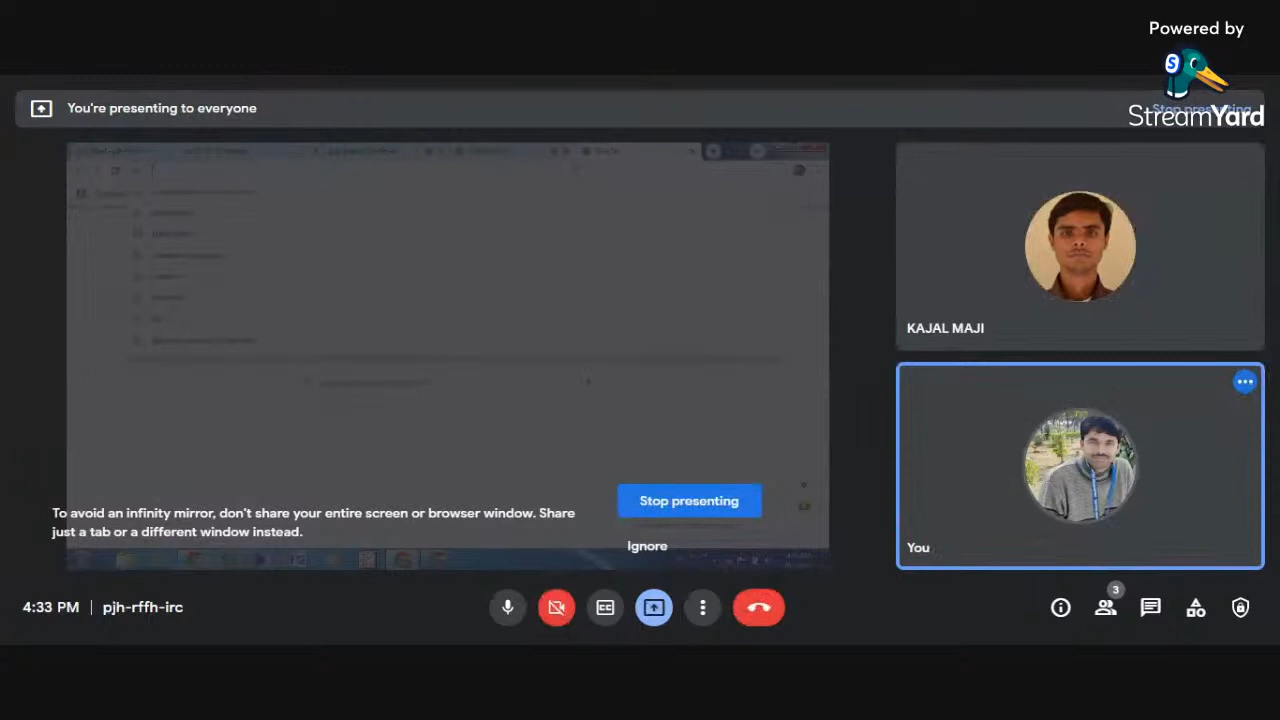 Powered by
StreamYard
You're presenting to everyone
Stop presenting
KAJAL MAJI
To avoid an infinity mirror, don't share your entire screen or browser window. Share
just a tab or a different window instead.
Stop presenting
Ignore
You
4:33 PM | pjh-rffh-irc
3